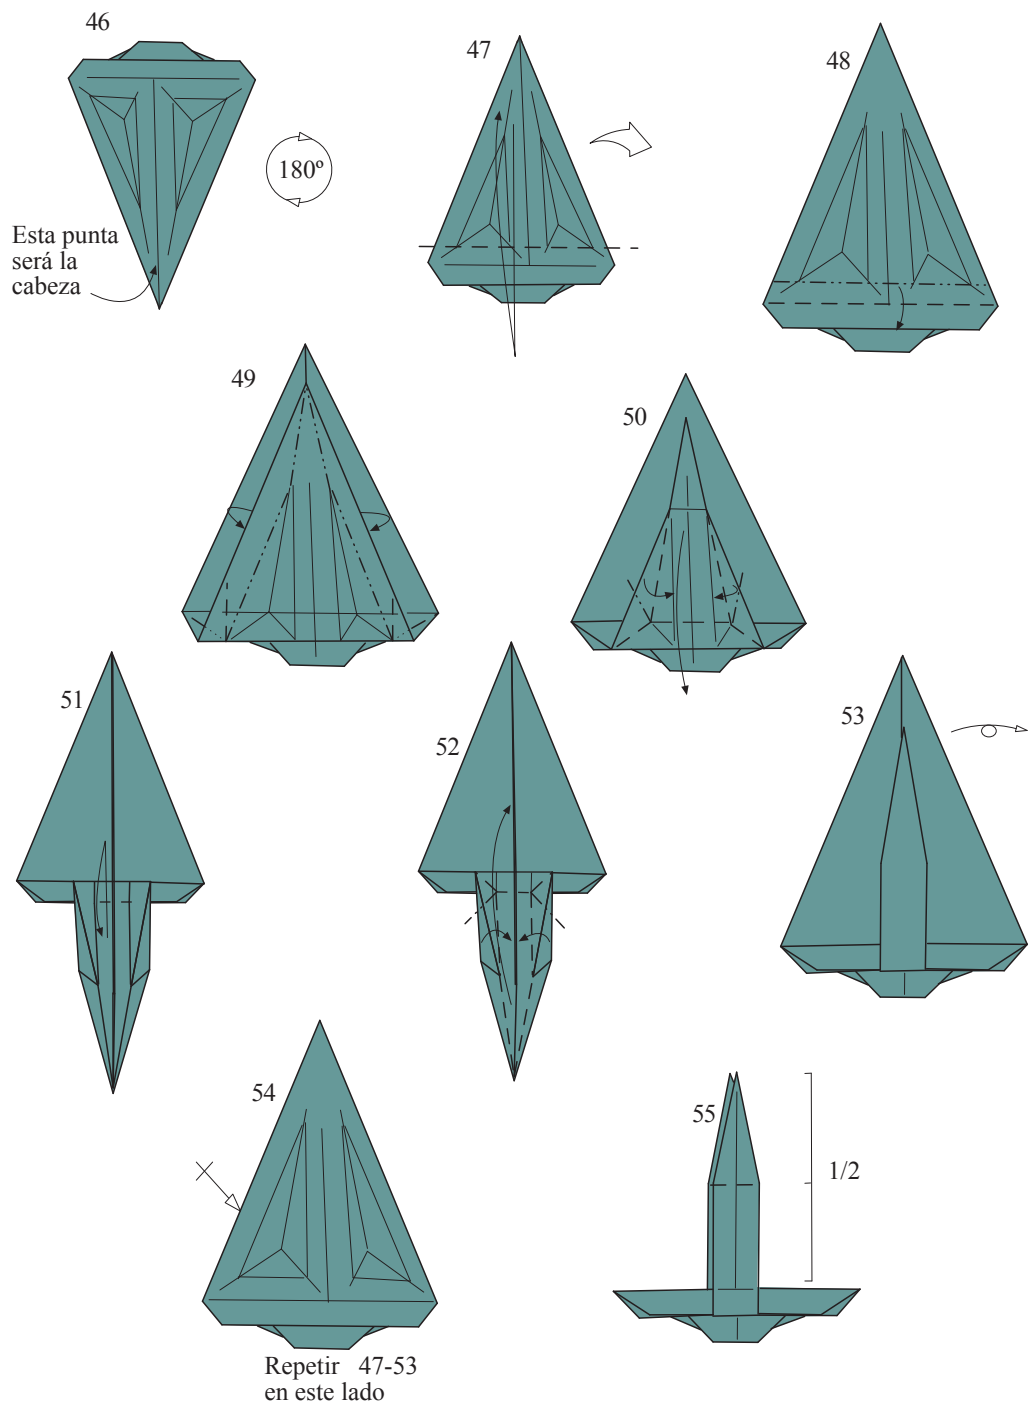 46
47
48
180º
Esta punta
será la
cabeza
49
50
51
52
53
54
55
1/2
Repetir 47-53
en este lado